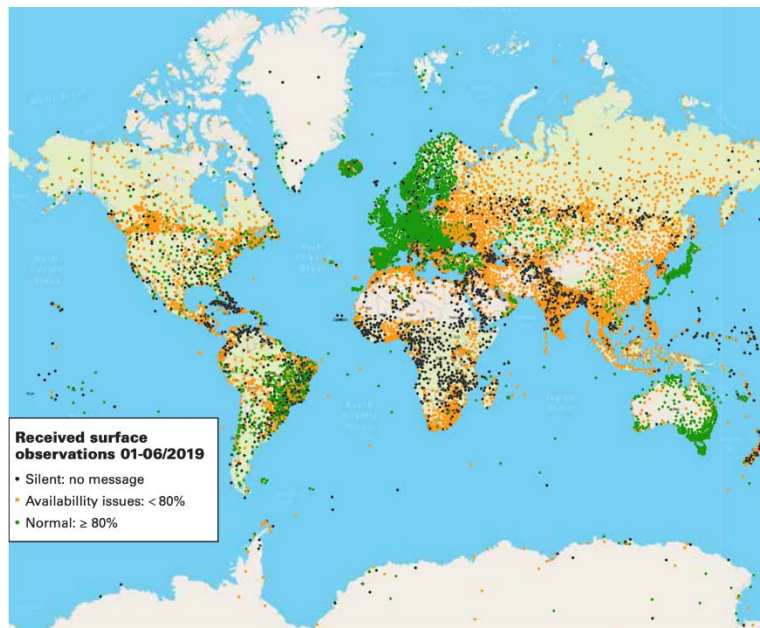 Received surface
observations 01-06/2019
• Silent: no message
• Availabillity issues: < 80%
• Normal: ≥ 80%